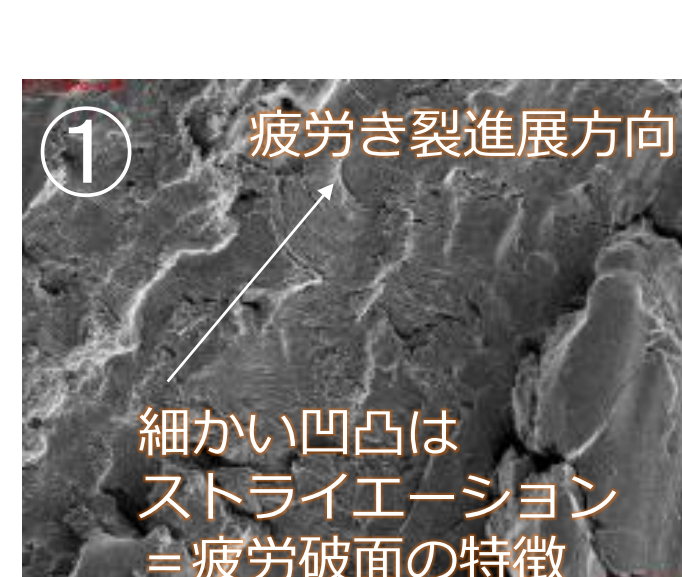 ①
疲労き裂進展方向
細かい凹凸は
ストライエーション
=疲労破面の特徴